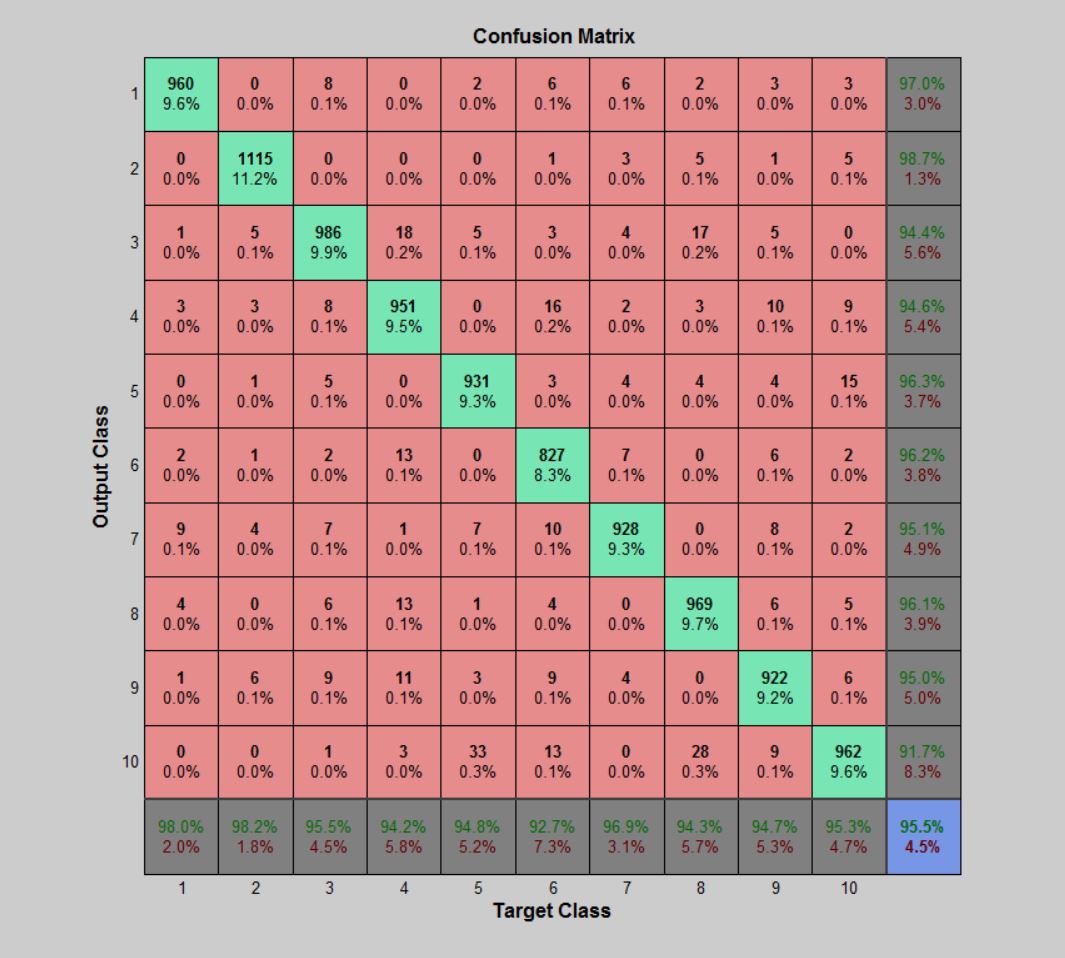 Confusion Matrix
1 960 0 8 0 2 6 6 2 3 3 97.0%
9.6% 0.0% 0.1% 0.0% 0.0% 0.1% 0.1% 0.0% 0.0% 0.0% 3.0%
2 0 1115 0 0 0 1 3 5 1 5 98.7%
0.0% 11.2% 0.0% 0.0% 0.0% 0.0% 0.0% 0.1% 0.0% 0.1% 1.3%
3 1 5 986 18 5 3 4 17 5 0 94.4%
0.0% 0.1% 9.9% 0.2% 0.1% 0.0% 0.0% 0.2% 0.1% 0.0% 5.6%
4 3 3 8 951 0 16 2 3 10 9 94.6%
0.0% 0.0% 0.1% 9.5% 0.0% 0.2% 0.0% 0.0% 0.1% 0.1% 5.4%
5 0 1 5 0 931 3 4 4 4 15 96.3%
0.0% 0.0% 0.1% 0.0% 9.3% 0.0% 0.0% 0.0% 0.0% 0.1% 3.7%
6 2 1 2 13 0 827 7 0 6 2 96.2%
0.0% 0.0% 0.0% 0.1% 0.0% 8.3% 0.1% 0.0% 0.1% 0.0% 3.8%
7 9 4 7 1 7 10 928 0 8 2 95.1%
0.1% 0.0% 0.1% 0.0% 0.1% 0.1% 9.3% 0.0% 0.1% 0.0% 4.9%
8 4 0 6 13 1 4 0 969 6 5 96.1%
0.0% 0.0% 0.1% 0.1% 0.0% 0.0% 0.0% 9.7% 0.1% 0.1% 3.9%
9 1 6 9 11 3 9 4 0 922 6 95.0%
0.0% 0.1% 0.1% 0.1% 0.0% 0.1% 0.0% 0.0% 9.2% 0.1% 5.0%
10 0 0 1 3 33 13 0 28 9 962 91.7%
0.0% 0.0% 0.0% 0.0% 0.3% 0.1% 0.0% 0.3% 0.1% 9.6% 8.3%
98.0% 98.2% 95.5% 94.2% 94.8% 92.7% 96.9% 94.3% 94.7% 95.3% 95.5%
2.0% 1.8% 4.5% 5.8% 5.2% 7.3% 3.1% 5.7% 5.3% 4.7% 4.5%
1 2 3 4 5 6 7 8 9 10
Target Class
Output Class